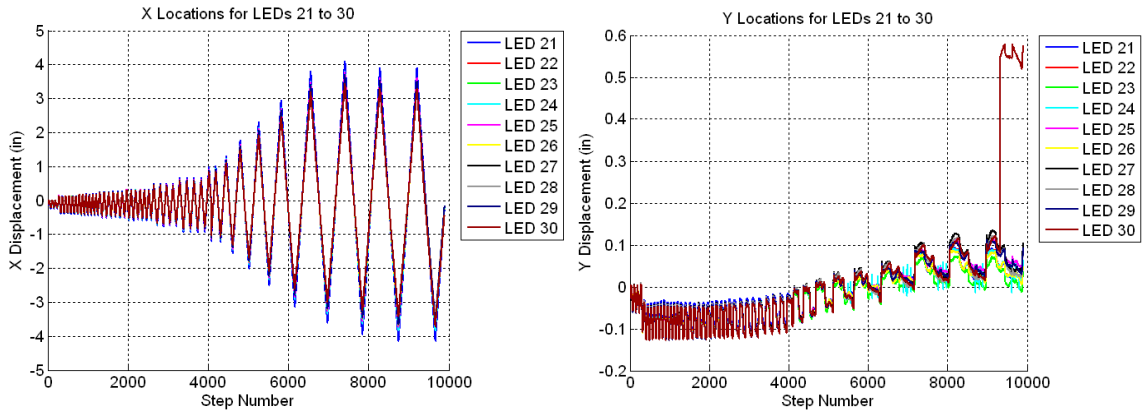 X Locations for LEDs 21 to 30
5
4
3
2
1
0
-1
-2
-3
-4
-5
X Displacement (in)
0
2000
4000
6000
8000
10000
Step Number
LED 21
LED 22
LED 23
LED 24
LED 25
LED 26
LED 27
LED 28
LED 29
LED 30
Y Locations for LEDs 21 to 30
0.6
0.5
0.4
0.3
0.2
0.1
0
-0.1
-0.2
Y Displacement (in)
0
2000
4000
6000
8000
10000
Step Number
LED 21
LED 22
LED 23
LED 24
LED 25
LED 26
LED 27
LED 28
LED 29
LED 30